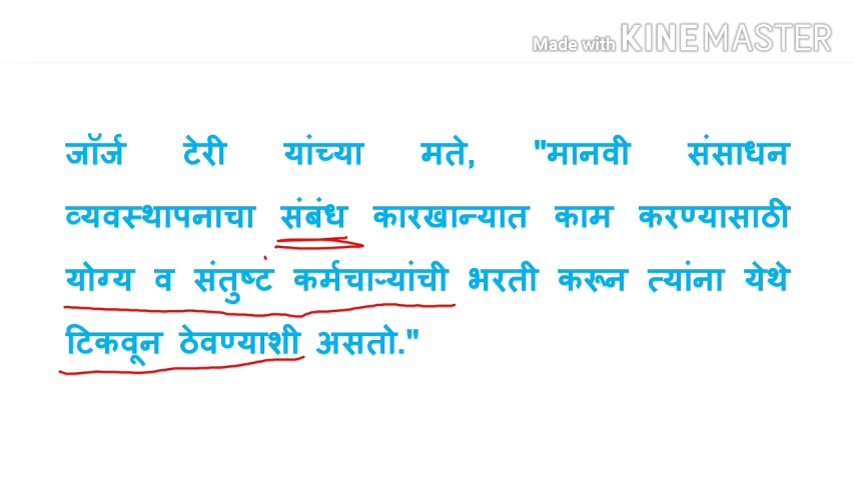 Made with KINEMASTER
जॉर्ज टेरी यांच्या मते, "मानवी संसाधन
व्यवस्थापनाचा संबंध कारखान्यात काम करण्यासाठी
योग्य व संतुष्ट कर्मचाऱ्यांची भरती करून त्यांना येथे
टिकवून ठेवण्याशी असतो."